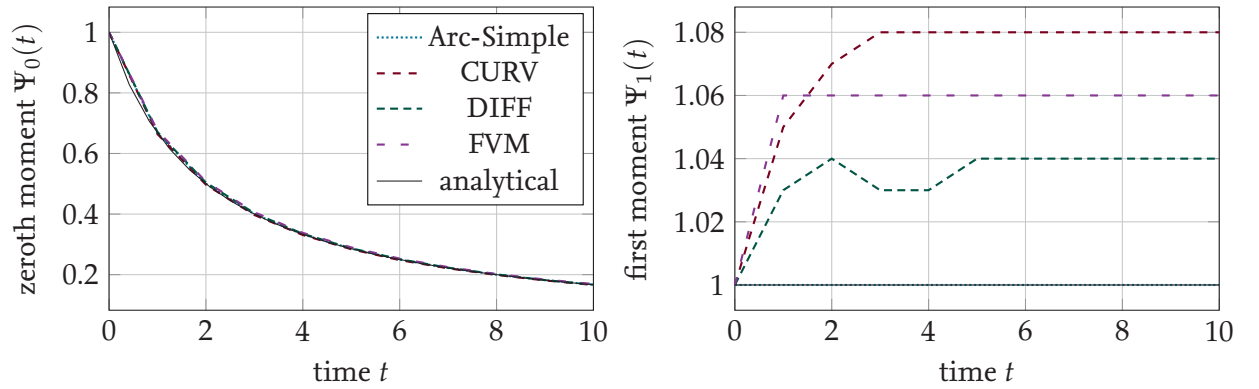 zeroth moment Ψ₀(t)
1
0.8
0.6
0.4
0.2
0 2 4 6 8 10
time t
Arc-Simple
CURV
DIFF
FVM
analytical
first moment Ψ₁(t)
1.08
1.06
1.04
1.02
1
0 2 4 6 8 10
time t